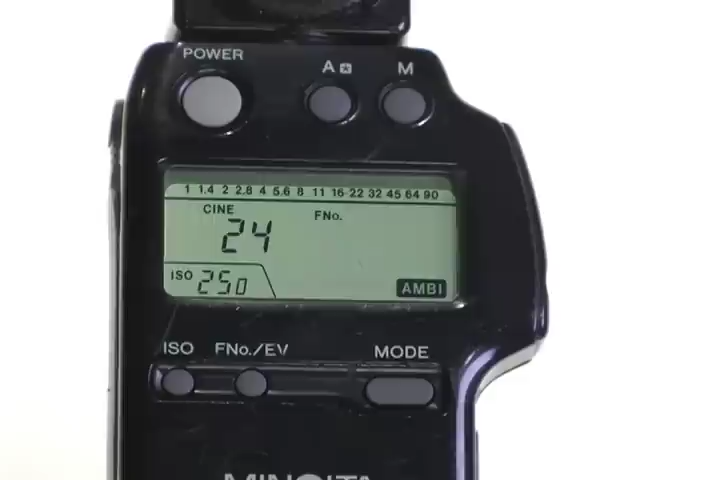 POWER
A M
1 1.4 2 2.8 4 5.6 8 11 16 22 32 45 64 90
CINE FNo.
24
ISO 250 AMBI
ISO FNo./EV MODE
MINOLTA